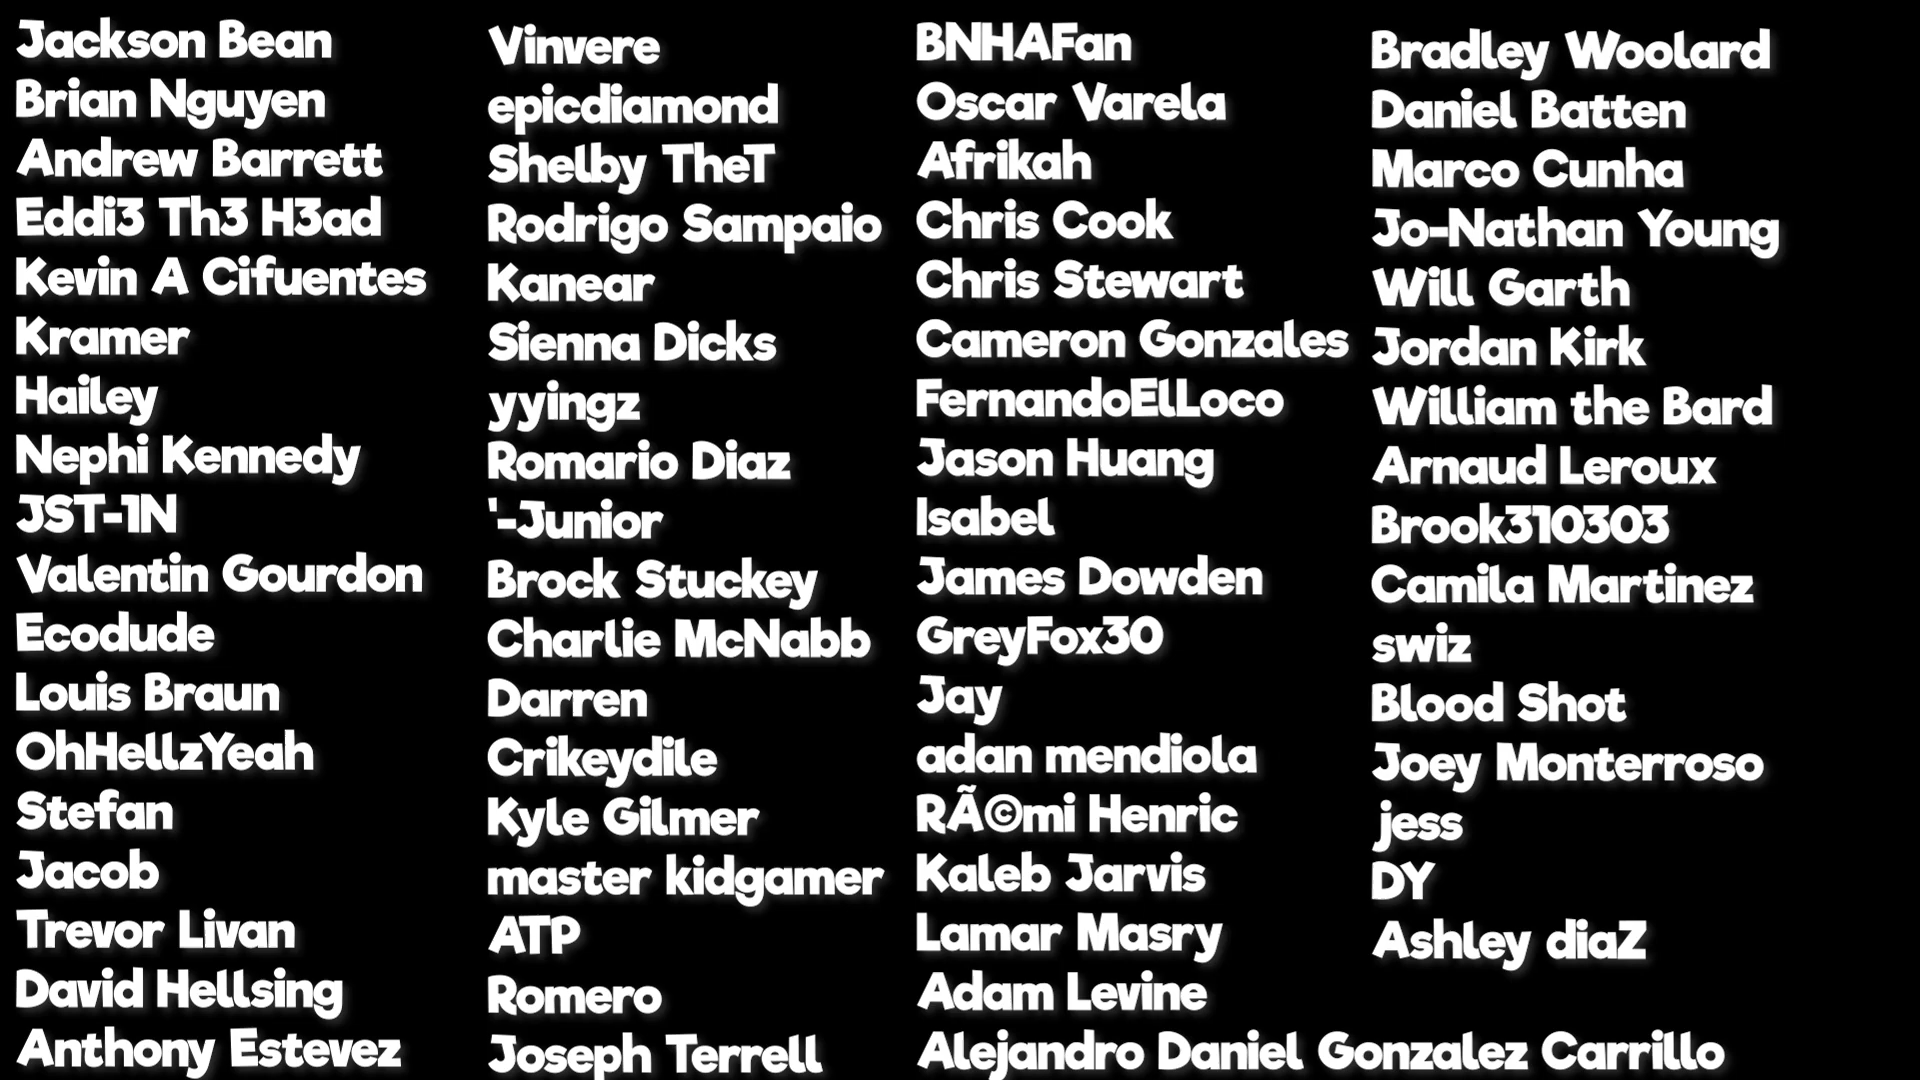 Jackson Bean
Brian Nguyen
Andrew Barrett
Eddi3 Th3 H3ad
Kevin A Cifuentes
Kramer
Hailey
Nephi Kennedy
JST-1N
Valentin Gourdon
Ecodude
Louis Braun
OhHellzYeah
Stefan
Jacob
Trevor Livan
David Hellsing
Anthony Estevez
Vinvere
epicdiamond
Shelby TheT
Rodrigo Sampaio
Kanear
Sienna Dicks
yyingz
Romario Diaz
'-Junior
Brock Stuckey
Charlie McNabb
Darren
Crikeydile
Kyle Gilmer
master kidgamer
ATP
Romero
Joseph Terrell
BNHAFan
Oscar Varela
Afrikah
Chris Cook
Chris Stewart
Cameron Gonzales
FernandoElLoco
Jason Huang
Isabel
James Dowden
GreyFox30
Jay
adan mendiola
RÃ©mi Henric
Kaleb Jarvis
Lamar Masry
Adam Levine
Alejandro Daniel Gonzalez Carrillo
Bradley Woolard
Daniel Batten
Marco Cunha
Jo-Nathan Young
Will Garth
Jordan Kirk
William the Bard
Arnaud Leroux
Brook310303
Camila Martinez
swiz
Blood Shot
Joey Monterroso
jess
DY
Ashley diaZ